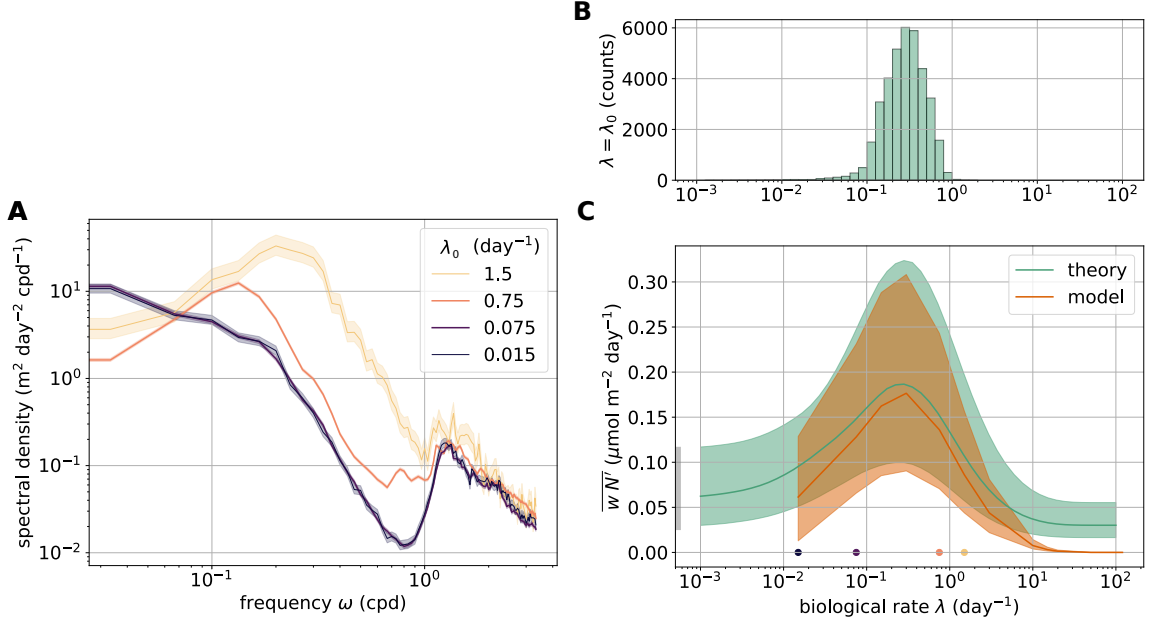 B
6000
4000
2000
0
λ = λ₀ (counts)
10⁻³ 10⁻² 10⁻¹ 10⁰ 10¹ 10²
A
10¹
10⁰
10⁻¹
10⁻²
spectral density (m² day⁻² cpd⁻¹)
λ₀ (day⁻¹)
1.5
0.75
0.075
0.015
10⁻¹ 10⁰
frequency ω (cpd)
C
0.30
0.25
0.20
0.15
0.10
0.05
0.00
w′N′ (μmol m⁻² day⁻¹)
theory
model
10⁻³ 10⁻² 10⁻¹ 10⁰ 10¹ 10²
biological rate λ (day⁻¹)